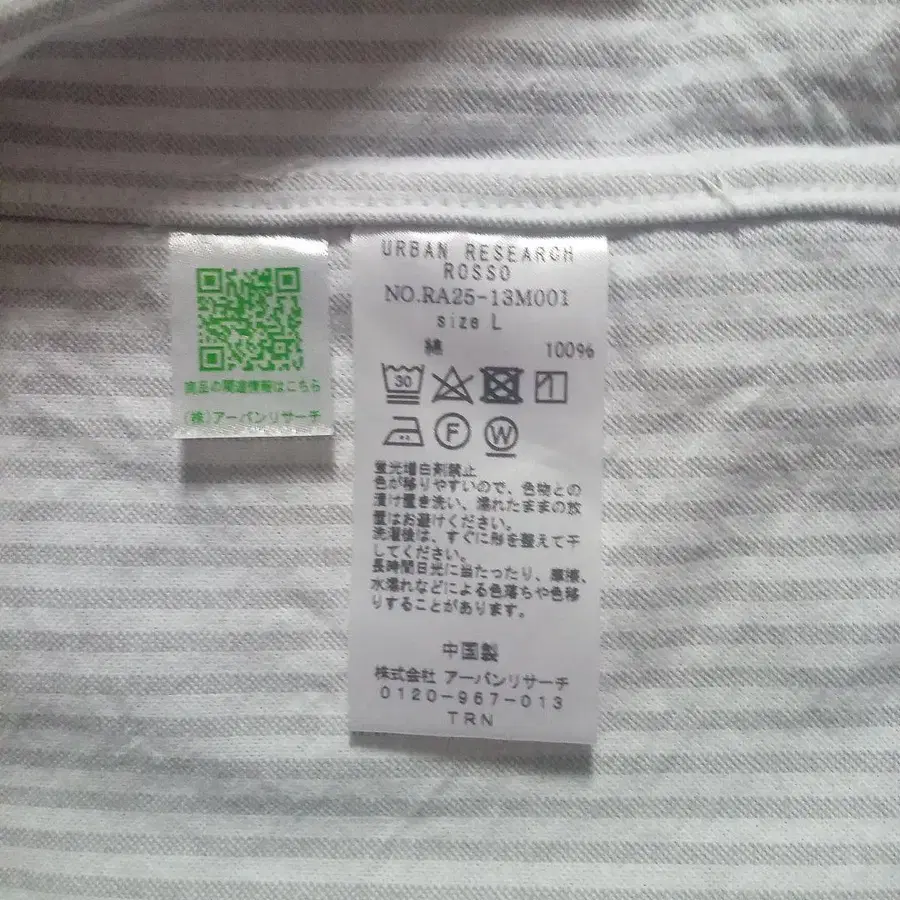 商品の関連情報はこちら
(株)アーバンリサーチ
URBAN RESEARCH
ROSSO
NO.RA25-13M001
size L
綿 100%
30
F W
蛍光増白剤禁止
色が移りやすいので、色物との
漬け置き洗い、濡れたままの放
置はお避けください。
洗濯後は、すぐに形を整えて干
してください。
長時間日光に当たったり、摩擦、
水濡れなどによる色落ちや色移
りすることがあります。
中国製
株式会社 アーバンリサーチ
0120-967-013
TRN